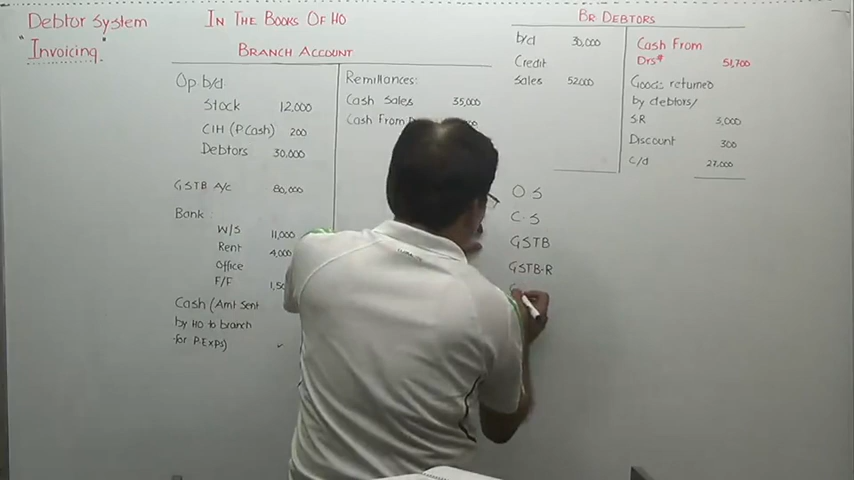 Debtor System
"Invoicing"
In The Books Of HO
Branch Account
Op b/d.
Stock 12,000
CIH (P.Cash) 200
Debtors 30,000
GSTB A/c 80,000
Bank:
W/S 11,000
Rent 4,000
Office
F/F
Cash (Amt Sent
by HO to branch
for P.Exps)
Remittances:
Cash Sales 35,000
Cash From
Br Debtors
b/d 30,000
Credit
Sales 52000
Cash From
Drs# 51,700
Goods returned
by debtors/
SR 3,000
Discount 300
c/d 27,000
O S
C.S
GSTB
GSTB-R